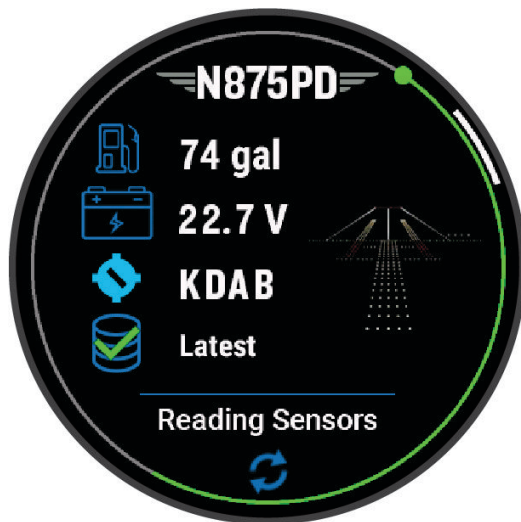 N875PD
74 gal
22.7 V
KDAB
Latest
Reading Sensors